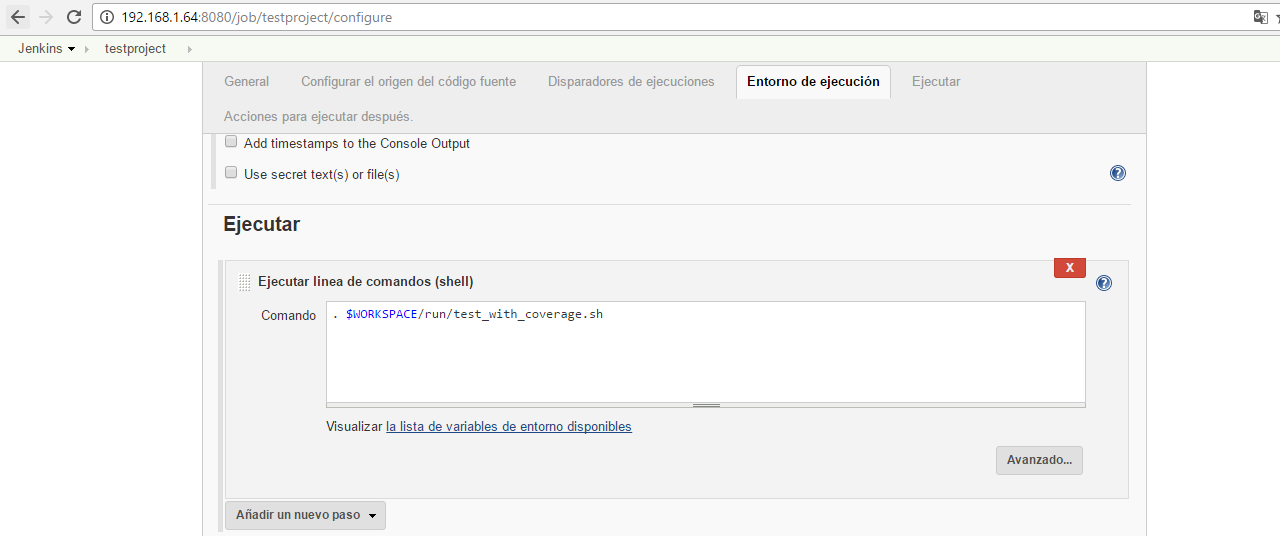 192.168.1.64:8080/job/testproject/configure
Jenkins testproject
General Configurar el origen del código fuente Disparadores de ejecuciones Entorno de ejecución Ejecutar
Acciones para ejecutar después.
Add timestamps to the Console Output
Use secret text(s) or file(s)
?
Ejecutar
X
Ejecutar linea de comandos (shell)
?
Comando
. $WORKSPACE/run/test_with_coverage.sh
Visualizar la lista de variables de entorno disponibles
Avanzado...
Añadir un nuevo paso